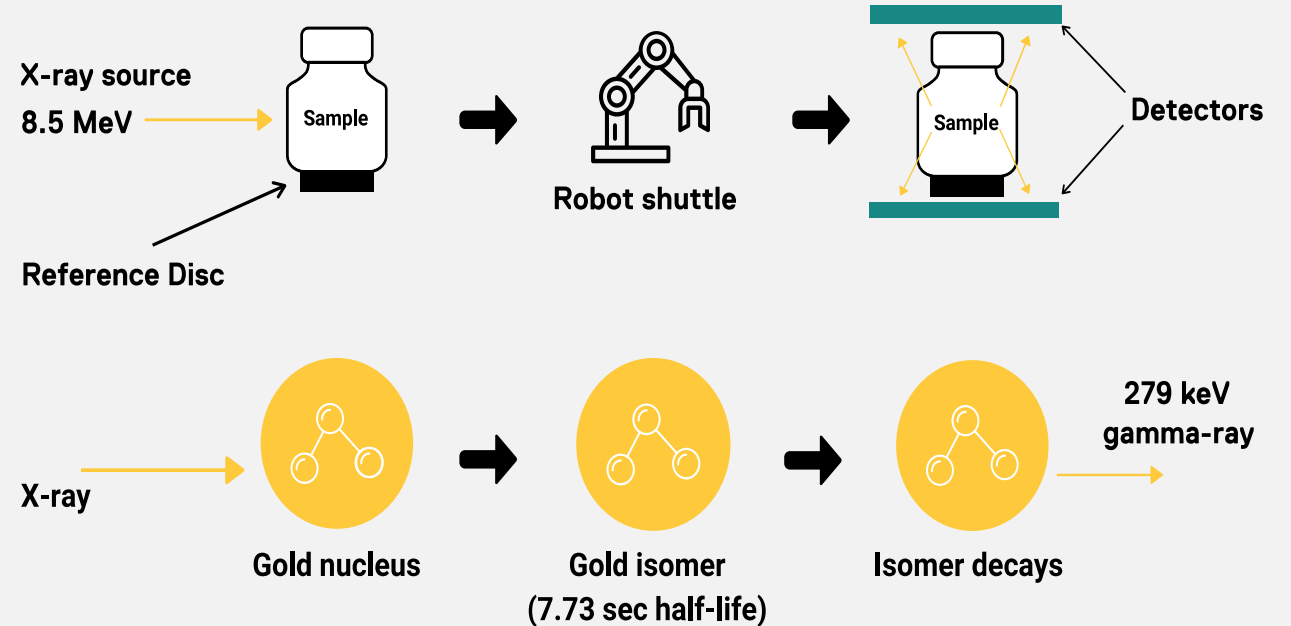 X-ray source
8.5 MeV
Sample
Reference Disc
Robot shuttle
Sample
Detectors
X-ray
Gold nucleus
Gold isomer
(7.73 sec half-life)
Isomer decays
279 keV
gamma-ray